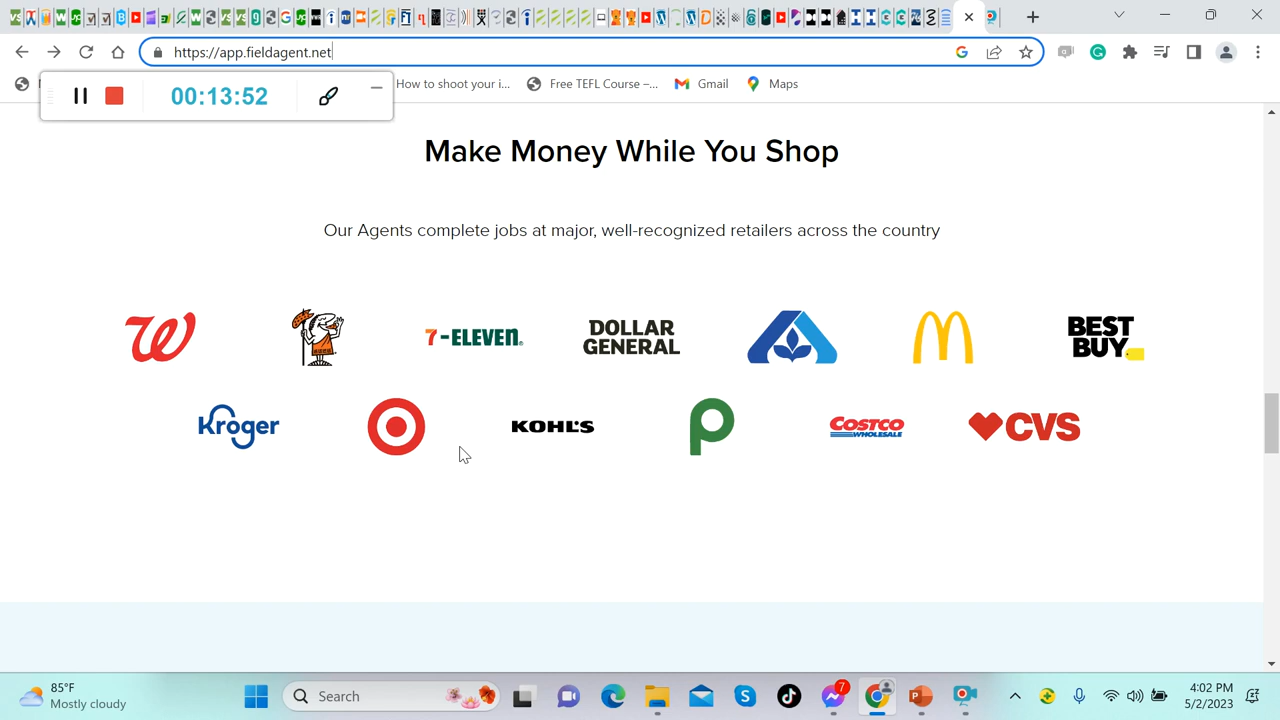 https://app.fieldagent.net
How to shoot your i...
Free TEFL Course –...
Gmail
Maps
00:13:52
Make Money While You Shop
Our Agents complete jobs at major, well-recognized retailers across the country
W
7-ELEVEN
DOLLAR
GENERAL
BEST
BUY
Kroger
KOHL'S
P
COSTCO
WHOLESALE
CVS
85°F
Mostly cloudy
Search
7
4:02 PM
5/2/2023